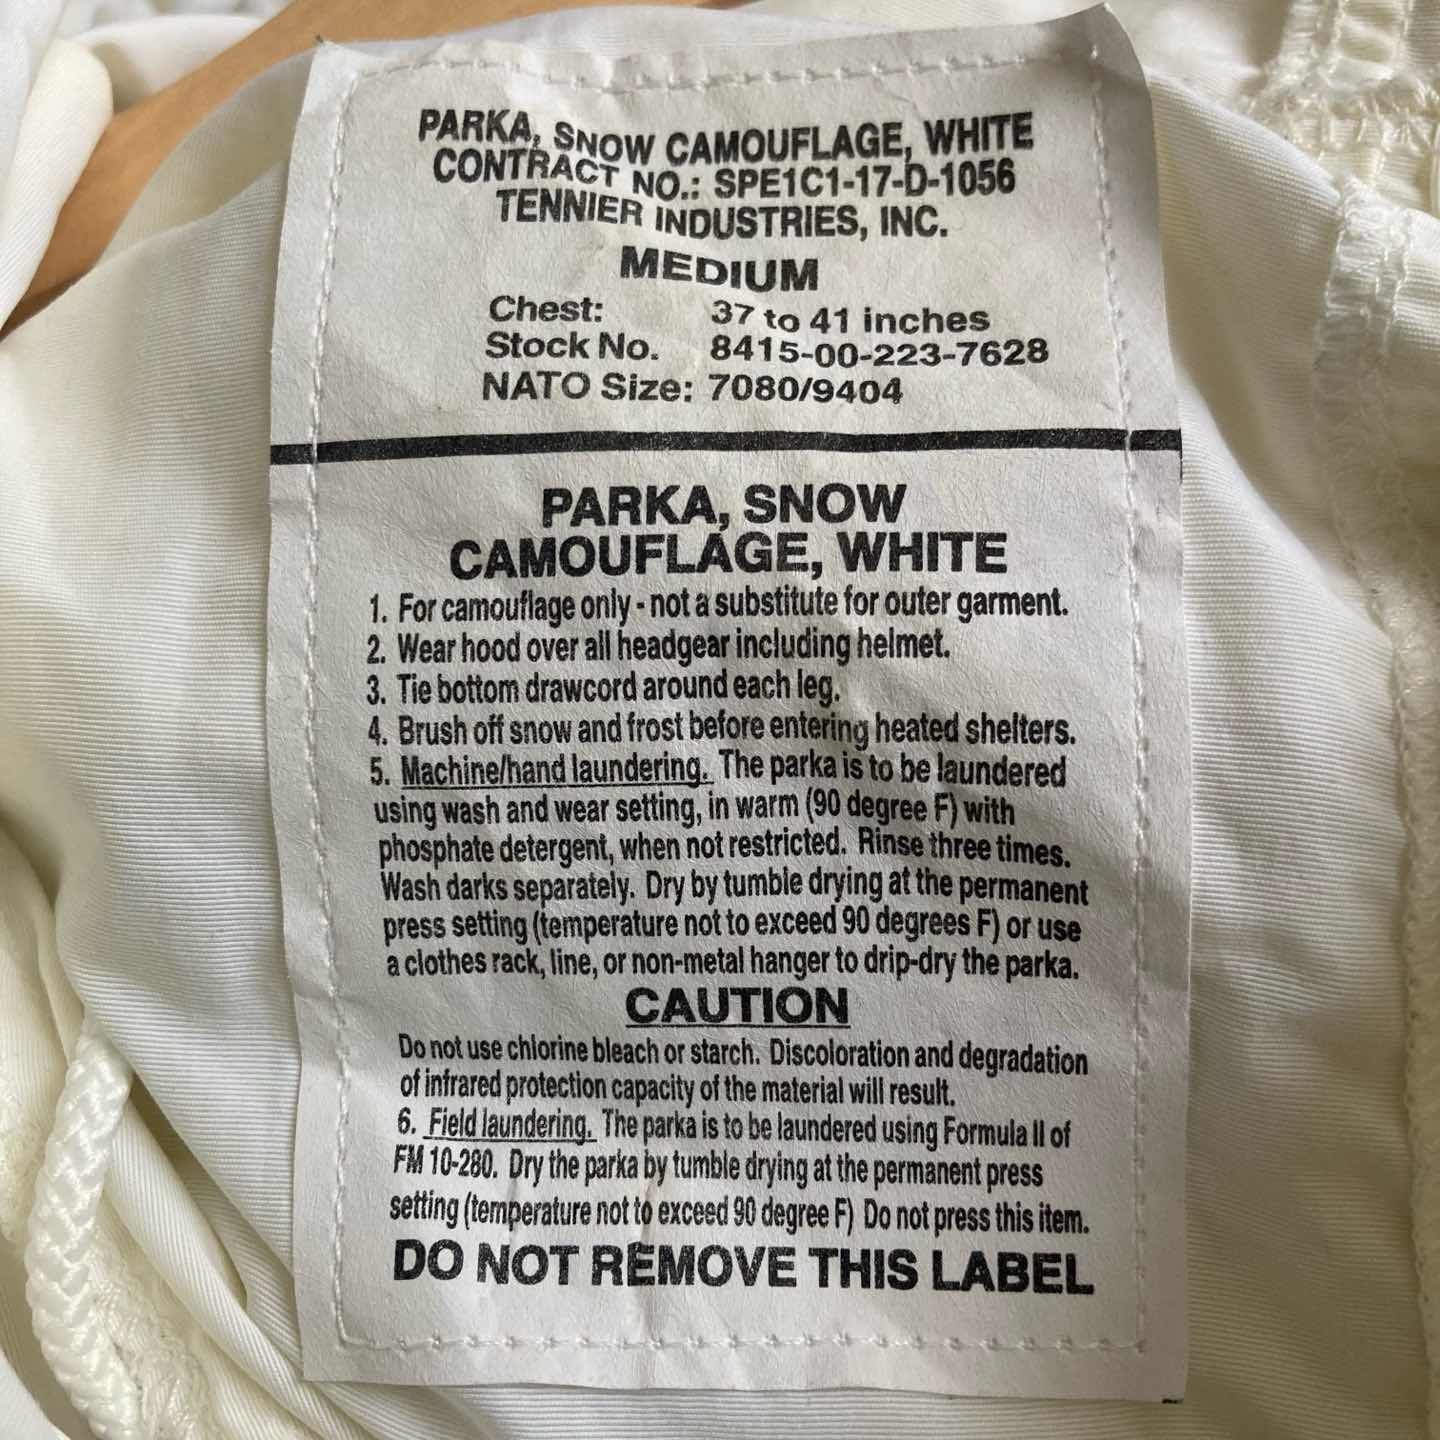 PARKA, SNOW CAMOUFLAGE, WHITE
CONTRACT NO.: SPE1C1-17-D-1056
TENNIER INDUSTRIES, INC.
MEDIUM
Chest: 37 to 41 inches
Stock No. 8415-00-223-7628
NATO Size: 7080/9404
PARKA, SNOW
CAMOUFLAGE, WHITE
1. For camouflage only - not a substitute for outer garment.
2. Wear hood over all headgear including helmet.
3. Tie bottom drawcord around each leg.
4. Brush off snow and frost before entering heated shelters.
5. Machine/hand laundering. The parka is to be laundered
using wash and wear setting, in warm (90 degree F) with
phosphate detergent, when not restricted. Rinse three times.
Wash darks separately. Dry by tumble drying at the permanent
press setting (temperature not to exceed 90 degrees F) or use
a clothes rack, line, or non-metal hanger to drip-dry the parka.
CAUTION
Do not use chlorine bleach or starch. Discoloration and degradation
of infrared protection capacity of the material will result.
6. Field laundering. The parka is to be laundered using Formula II of
FM 10-280. Dry the parka by tumble drying at the permanent press
setting (temperature not to exceed 90 degree F) Do not press this item.
DO NOT REMOVE THIS LABEL